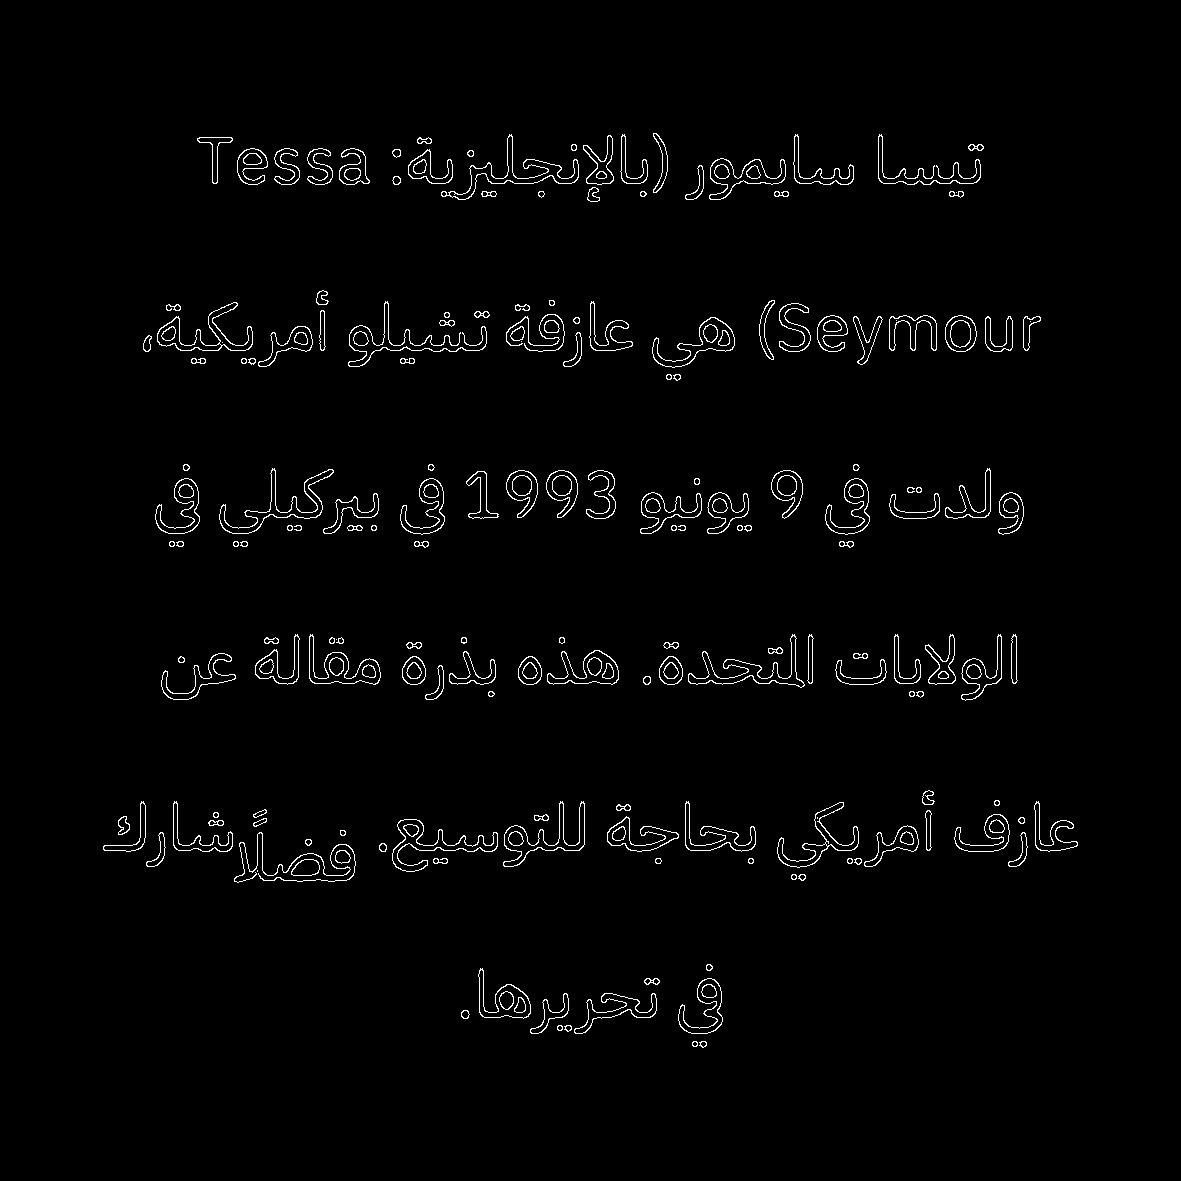 تيسا سايمور (بالإنجليزية: Tessa
Seymour) هي عازفة تشيلو أمريكية،
ولدت في 9 يونيو 1993 في بيركيلي في
الولايات المتحدة. هذه بذرة مقالة عن
عازف أمريكي بحاجة للتوسيع. فضلًا شارك
في تحريرها.